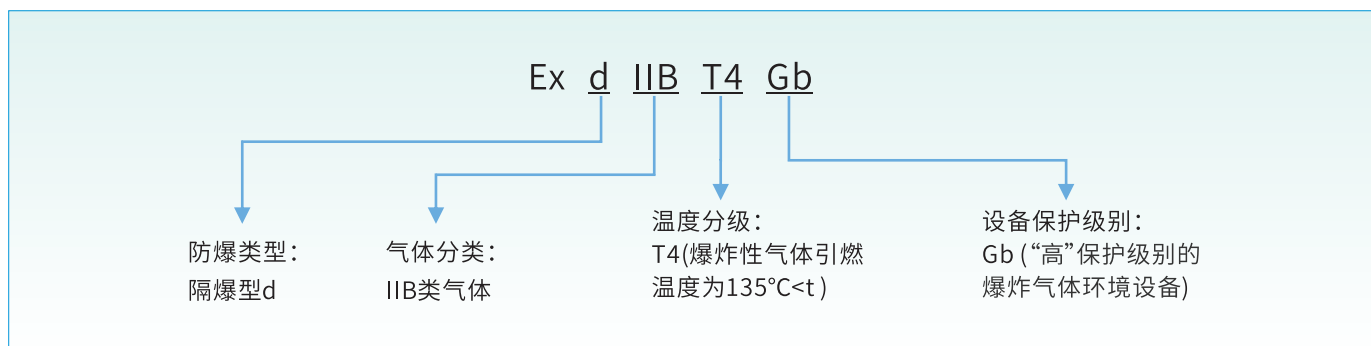 Ex d IIB T4 Gb
防爆类型：
隔爆型d
气体分类：
IIB类气体
温度分级：
T4(爆炸性气体引燃
温度为135℃<t )
设备保护级别：
Gb (“高”保护级别的
爆炸气体环境设备)